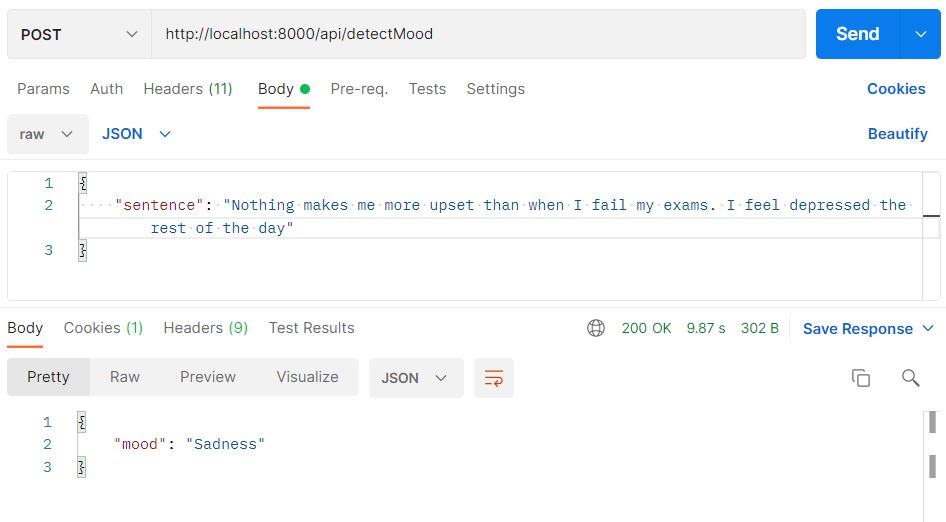 POST http://localhost:8000/api/detectMood Send
Params Auth Headers (11) Body Pre-req. Tests Settings Cookies
raw JSON Beautify
1 {
2 "sentence": "Nothing makes me more upset than when I fail my exams. I feel depressed the
rest of the day"
3 }
Body Cookies (1) Headers (9) Test Results 200 OK 9.87 s 302 B Save Response
Pretty Raw Preview Visualize JSON
1 {
2 "mood": "Sadness"
3 }